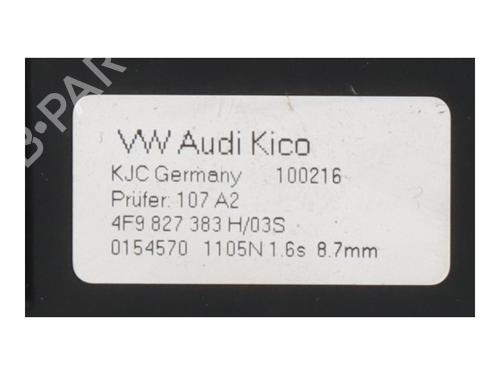 B-PARTS
VW Audi Kico
KJC Germany 100216
Prüfer: 107 A2
4F9 827 383 H/03S
0154570 1105N 1.6s 8.7mm